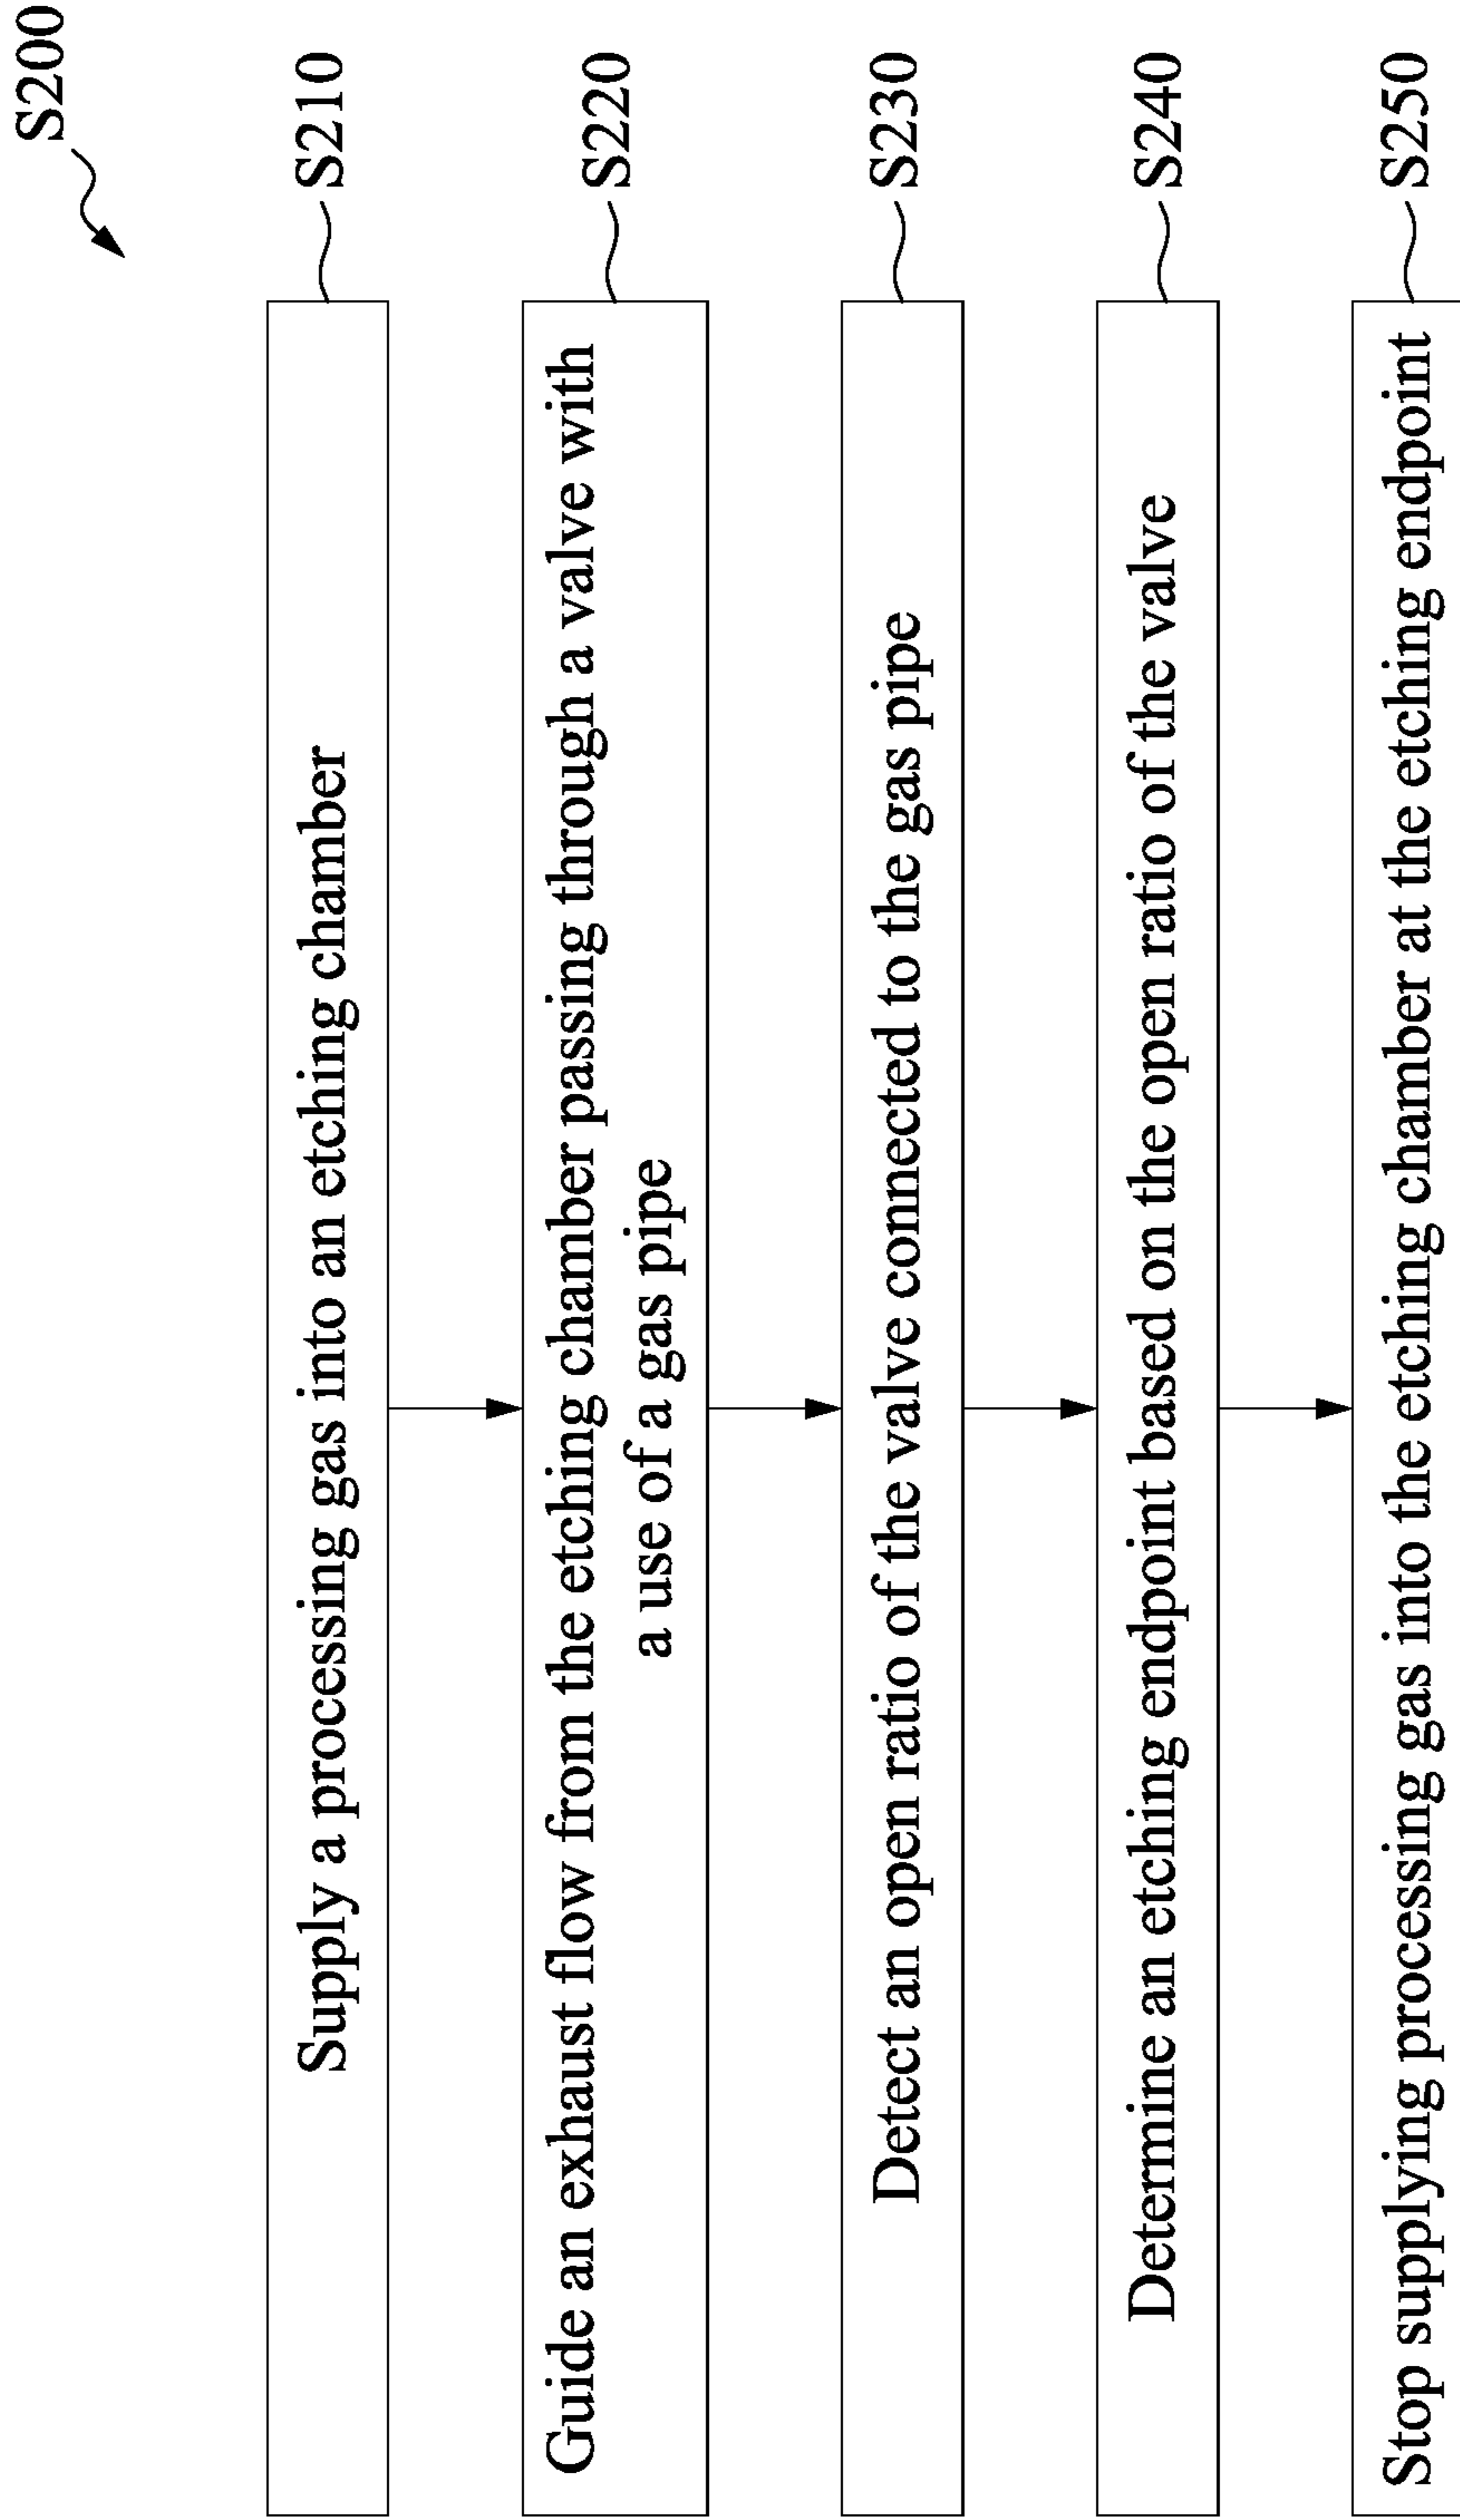 S200
Supply a processing gas into an etching chamber
S210
Guide an exhaust flow from the etching chamber passing through a valve with
a use of a gas pipe
S220
Detect an open ratio of the valve connected to the gas pipe
S230
Determine an etching endpoint based on the open ratio of the valve
S240
Stop supplying processing gas into the etching chamber at the etching endpoint
S250